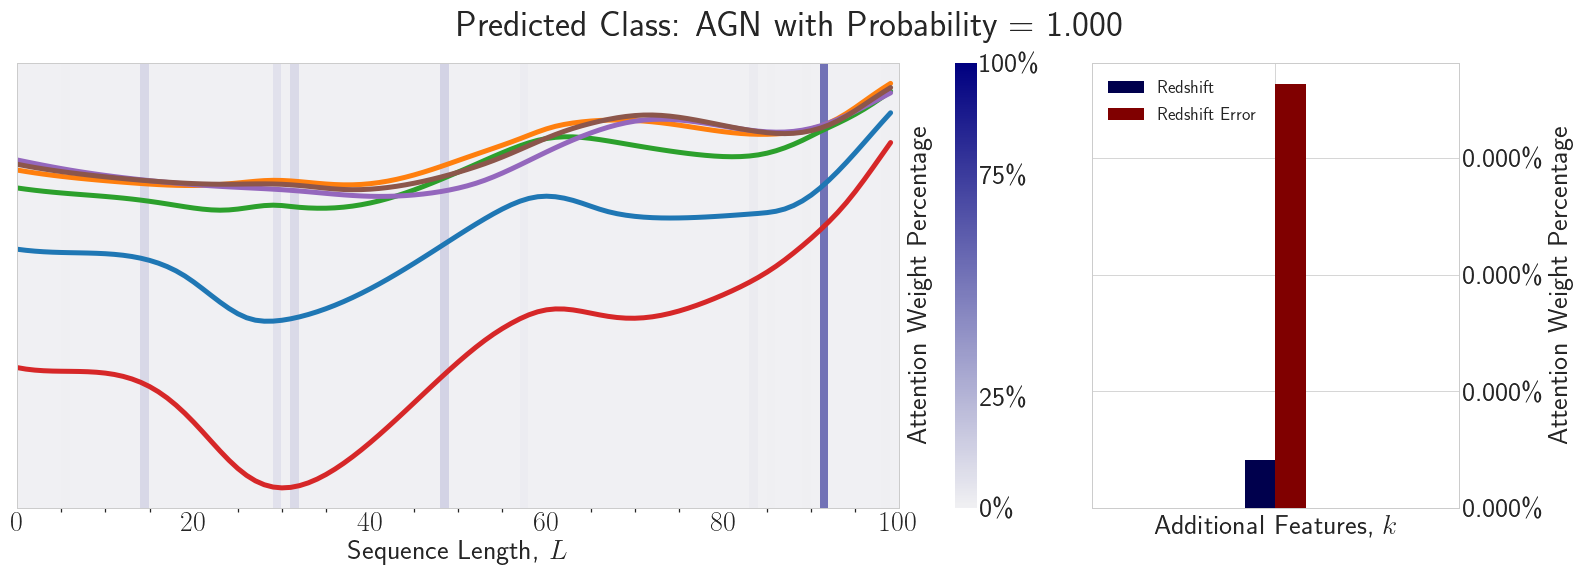 Predicted Class: AGN with Probability = 1.000
0
20
40
60
80
100
Sequence Length, L
100%
75%
25%
0%
Attention Weight Percentage
Redshift
Redshift Error
Additional Features, k
0.000%
0.000%
0.000%
0.000%
Attention Weight Percentage